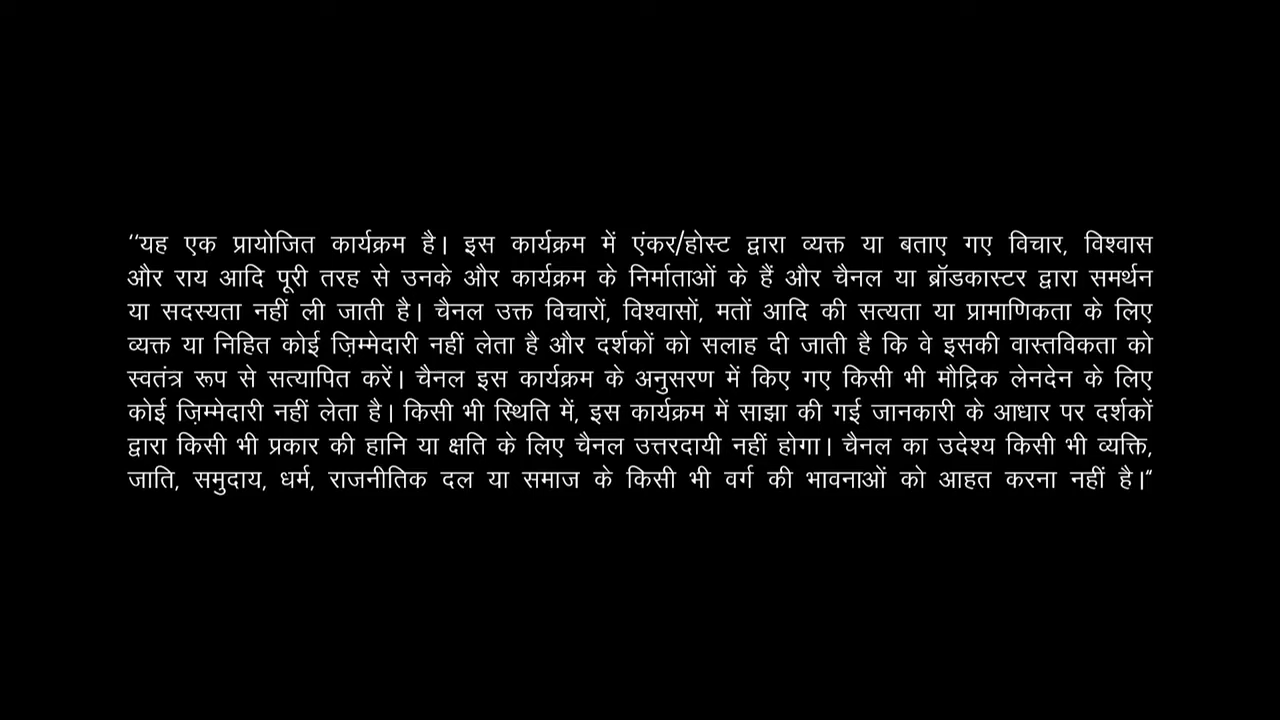 ‘‘यह एक प्रायोजित कार्यक्रम है। इस कार्यक्रम में एंकर/होस्ट द्वारा व्यक्त या बताए गए विचार, विश्वास
और राय आदि पूरी तरह से उनके और कार्यक्रम के निर्माताओं के हैं और चैनल या ब्रॉडकास्टर द्वारा समर्थन
या सदस्यता नहीं ली जाती है। चैनल उक्त विचारों, विश्वासों, मतों आदि की सत्यता या प्रामाणिकता के लिए
व्यक्त या निहित कोई ज़िम्मेदारी नहीं लेता है और दर्शकों को सलाह दी जाती है कि वे इसकी वास्तविकता को
स्वतंत्र रूप से सत्यापित करें। चैनल इस कार्यक्रम के अनुसरण में किए गए किसी भी मौद्रिक लेनदेन के लिए
कोई ज़िम्मेदारी नहीं लेता है। किसी भी स्थिति में, इस कार्यक्रम में साझा की गई जानकारी के आधार पर दर्शकों
द्वारा किसी भी प्रकार की हानि या क्षति के लिए चैनल उत्तरदायी नहीं होगा। चैनल का उदेश्य किसी भी व्यक्ति,
जाति, समुदाय, धर्म, राजनीतिक दल या समाज के किसी भी वर्ग की भावनाओं को आहत करना नहीं है।“